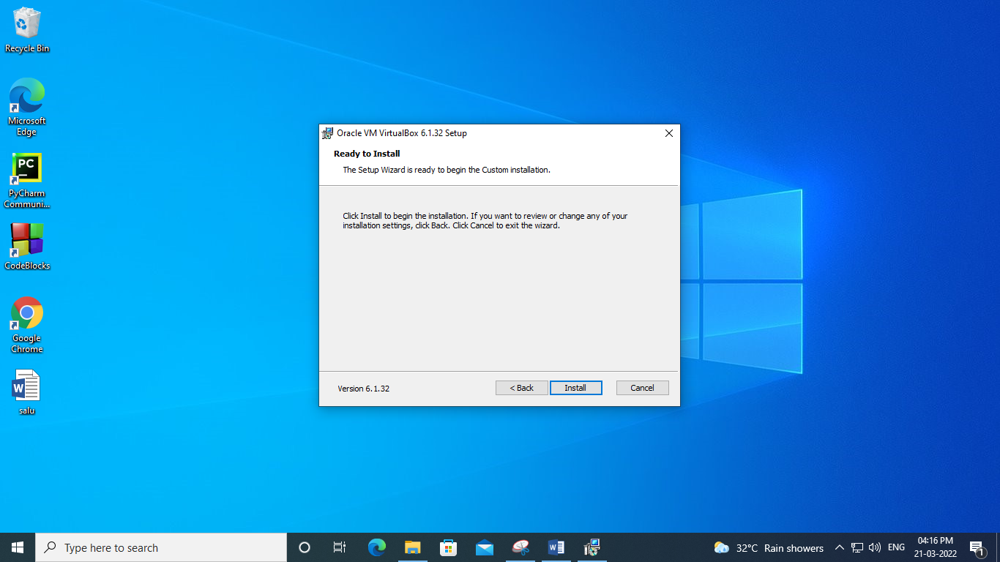 Recycle Bin
Microsoft
Edge
PC
PyCharm
Communi...
CodeBlocks
Google
Chrome
W
salu
Oracle VM VirtualBox 6.1.32 Setup
Ready to Install
The Setup Wizard is ready to begin the Custom installation.
Click Install to begin the installation. If you want to review or change any of your
installation settings, click Back. Click Cancel to exit the wizard.
Version 6.1.32
< Back
Install
Cancel
Type here to search
W
32°C Rain showers
ENG
04:16 PM
21-03-2022
1